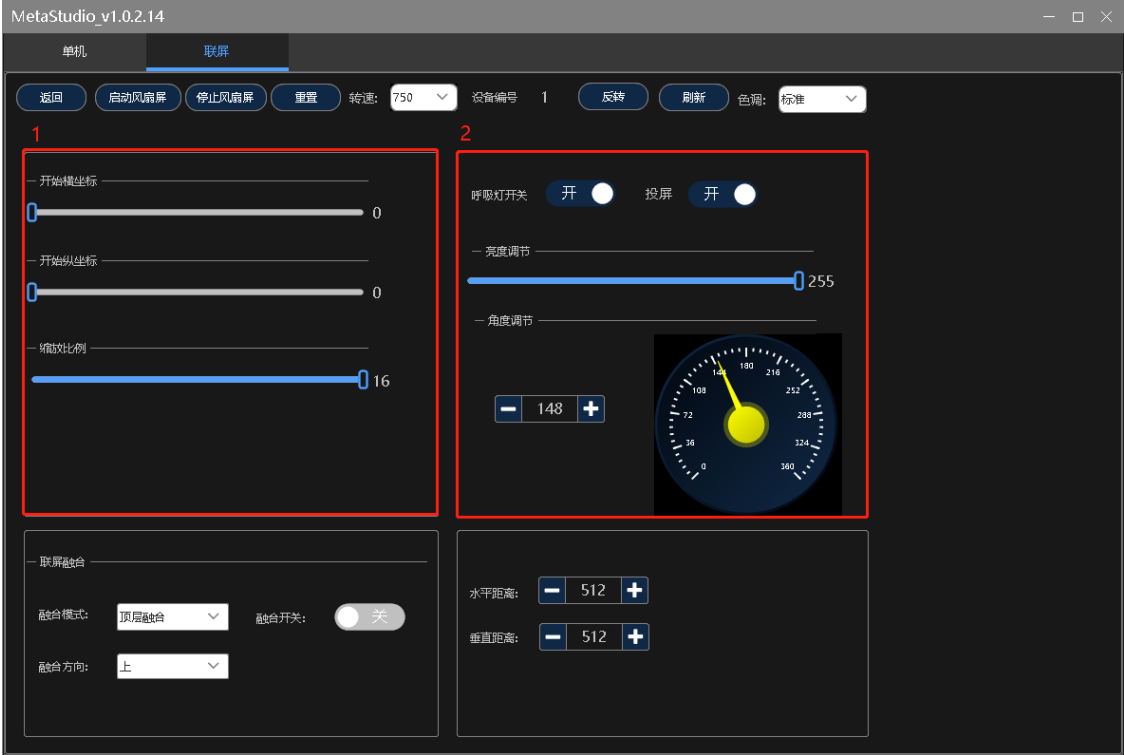 MetaStudio_v1.0.2.14
单机 联屏
返回 启动风扇屏 停止风扇屏 重置 转速: 750 设备编号 1 反转 刷新 色调: 标准
1
2
开始横坐标
0
开始纵坐标
0
缩放比例
16
呼吸灯开关 开 投屏 开
亮度调节
255
角度调节
148
0 36 72 108 144 180 216 252 288 324 360
联屏融合
融合模式: 顶层融合 融合开关: 关
融合方向: 上
水平距离: 512
垂直距离: 512